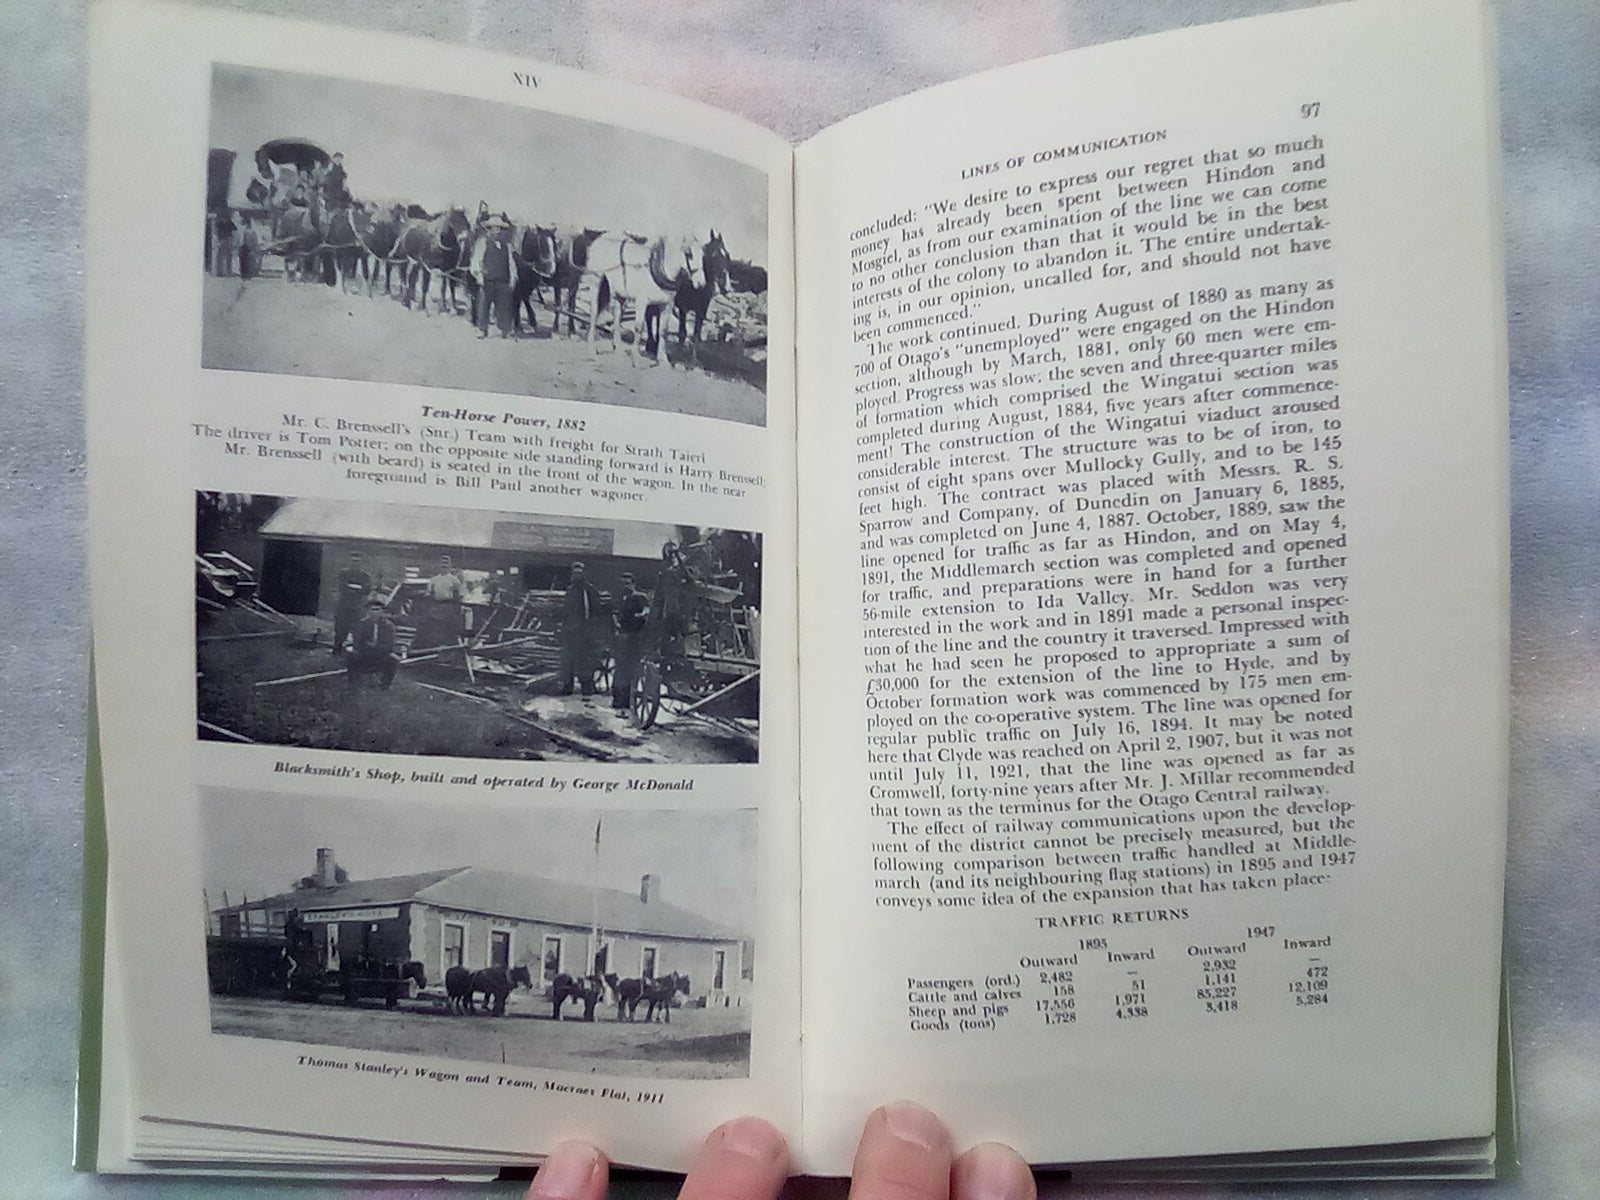 XIV
Ten-Horse Power, 1882
Mr. C. Brenssell's (Snr.) Team with freight for Strath Taieri
The driver is Tom Potter; on the opposite side standing forward is Harry Brenssell.
Mr. Brenssell (with beard) is seated in the front of the wagon. In the near
foreground is Bill Paul another wagoner.
Blacksmith's Shop, built and operated by George McDonald
Thomas Stanley's Wagon and Team, Macraes Flat, 1911
97
LINES OF COMMUNICATION
concluded: "We desire to express our regret that so much
money has already been spent between Hindon and
Mosgiel, as from our examination of the line we can come
to no other conclusion than that it would be in the best
interests of the colony to abandon it. The entire undertak-
ing is, in our opinion, uncalled for, and should not have
been commenced."
The work continued. During August of 1880 as many as
700 of Otago's "unemployed" were engaged on the Hindon
section, although by March, 1881, only 60 men were em-
ployed. Progress was slow; the seven and three-quarter miles
of formation which comprised the Wingatui section was
completed during August, 1884, five years after commence-
ment! The construction of the Wingatui viaduct aroused
considerable interest. The structure was to be of iron, to
consist of eight spans over Mullocky Gully, and to be 145
feet high. The contract was placed with Messrs. R. S.
Sparrow and Company, of Dunedin on January 6, 1885,
and was completed on June 4, 1887. October, 1889, saw the
line opened for traffic as far as Hindon, and on May 4,
1891, the Middlemarch section was completed and opened
for traffic, and preparations were in hand for a further
56-mile extension to Ida Valley. Mr. Seddon was very
interested in the work and in 1891 made a personal inspec-
tion of the line and the country it traversed. Impressed with
what he had seen he proposed to appropriate a sum of
£30,000 for the extension of the line to Hyde, and by
October formation work was commenced by 175 men em-
ployed on the co-operative system. The line was opened for
regular public traffic on July 16, 1894. It may be noted
here that Clyde was reached on April 2, 1907, but it was not
until July 11, 1921, that the line was opened as far as
Cromwell, forty-nine years after Mr. J. Millar recommended
that town as the terminus for the Otago Central railway.
The effect of railway communications upon the develop-
ment of the district cannot be precisely measured, but the
following comparison between traffic handled at Middle-
march (and its neighbouring flag stations) in 1895 and 1947
conveys some idea of the expansion that has taken place:
TRAFFIC RETURNS
1895 1947
Outward Inward Outward Inward
Passengers (ord.) 2,482 — 2,932 —
Cattle and calves 158 51 1,141 472
Sheep and pigs 17,556 1,971 85,227 12,109
Goods (tons) 1,728 4,338 3,418 5,284